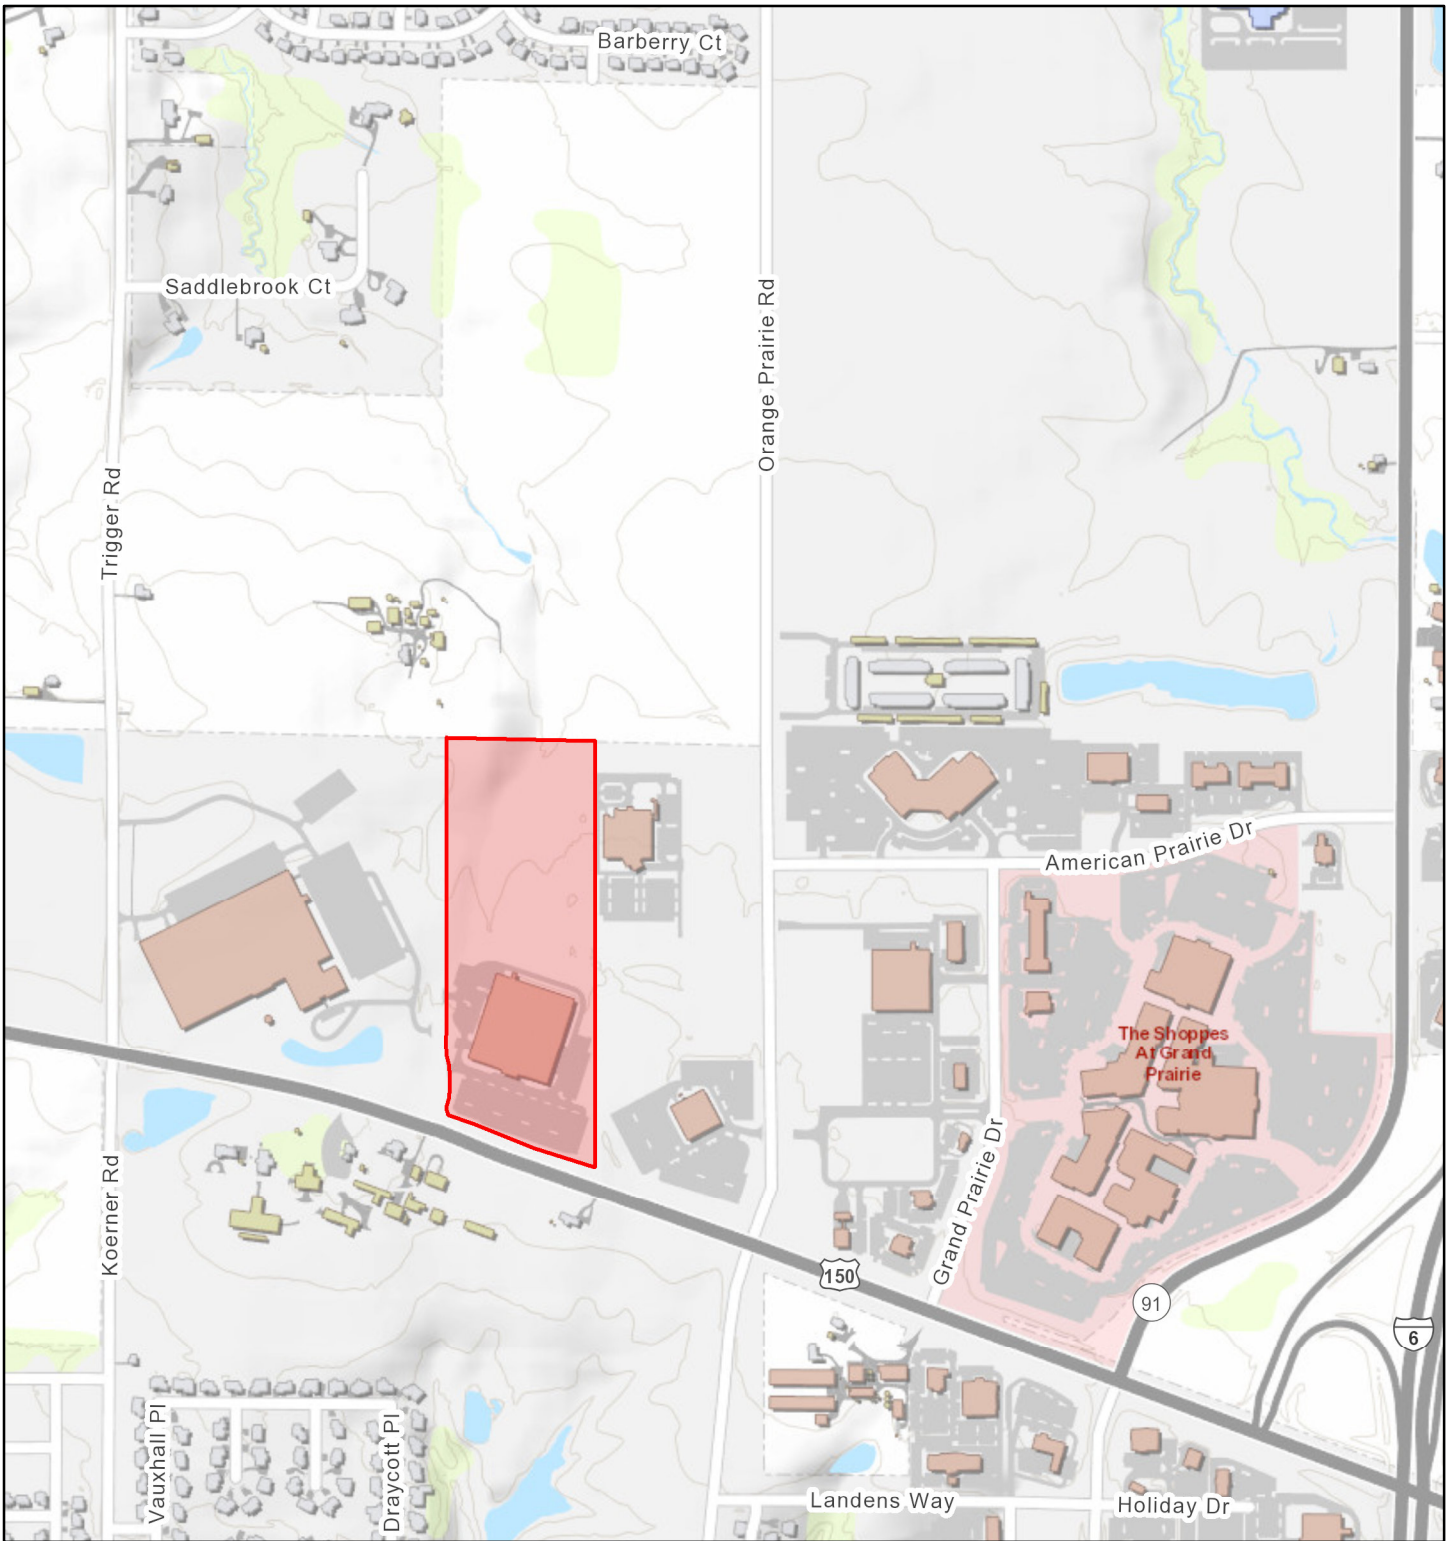 Barberry Ct
Saddlebrook Ct
Orange Prairie Rd
Trigger Rd
American Prairie Dr
The Shoppes
At Grand
Prairie
Koerner Rd
Grand Prairie Dr
150
91
6
Vauxhall Pl
Draycott Pl
Landens Way
Holiday Dr